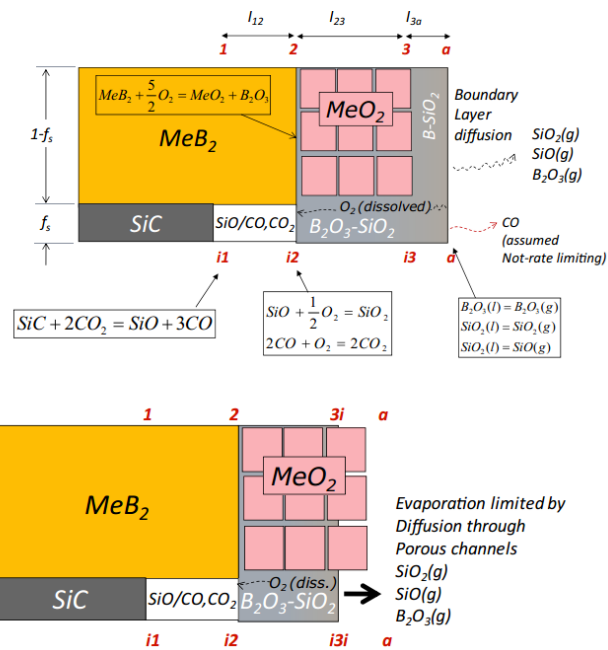 l₁₂ l₂₃ l₃ₐ
1 2 3 a
MeB₂ + 5/2 O₂ = MeO₂ + B₂O₃
MeO₂
B-SiO₂
1-fₛ
MeB₂
Boundary
Layer
diffusion
SiO₂(g)
SiO(g)
B₂O₃(g)
O₂ (dissolved)
fₛ
SiC
SiO/CO,CO₂
B₂O₃-SiO₂
CO
(assumed
Not-rate limiting)
i1 i2 i3 a
SiC + 2CO₂ = SiO + 3CO
SiO + 1/2 O₂ = SiO₂
2CO + O₂ = 2CO₂
B₂O₃(l) = B₂O₃(g)
SiO₂(l) = SiO₂(g)
SiO₂(l) = SiO(g)
1 2 3i a
MeB₂
MeO₂
Evaporation limited by
Diffusion through
Porous channels
SiO₂(g)
SiO(g)
B₂O₃(g)
O₂ (diss.)
SiC
SiO/CO,CO₂
B₂O₃-SiO₂
i1 i2 i3i a